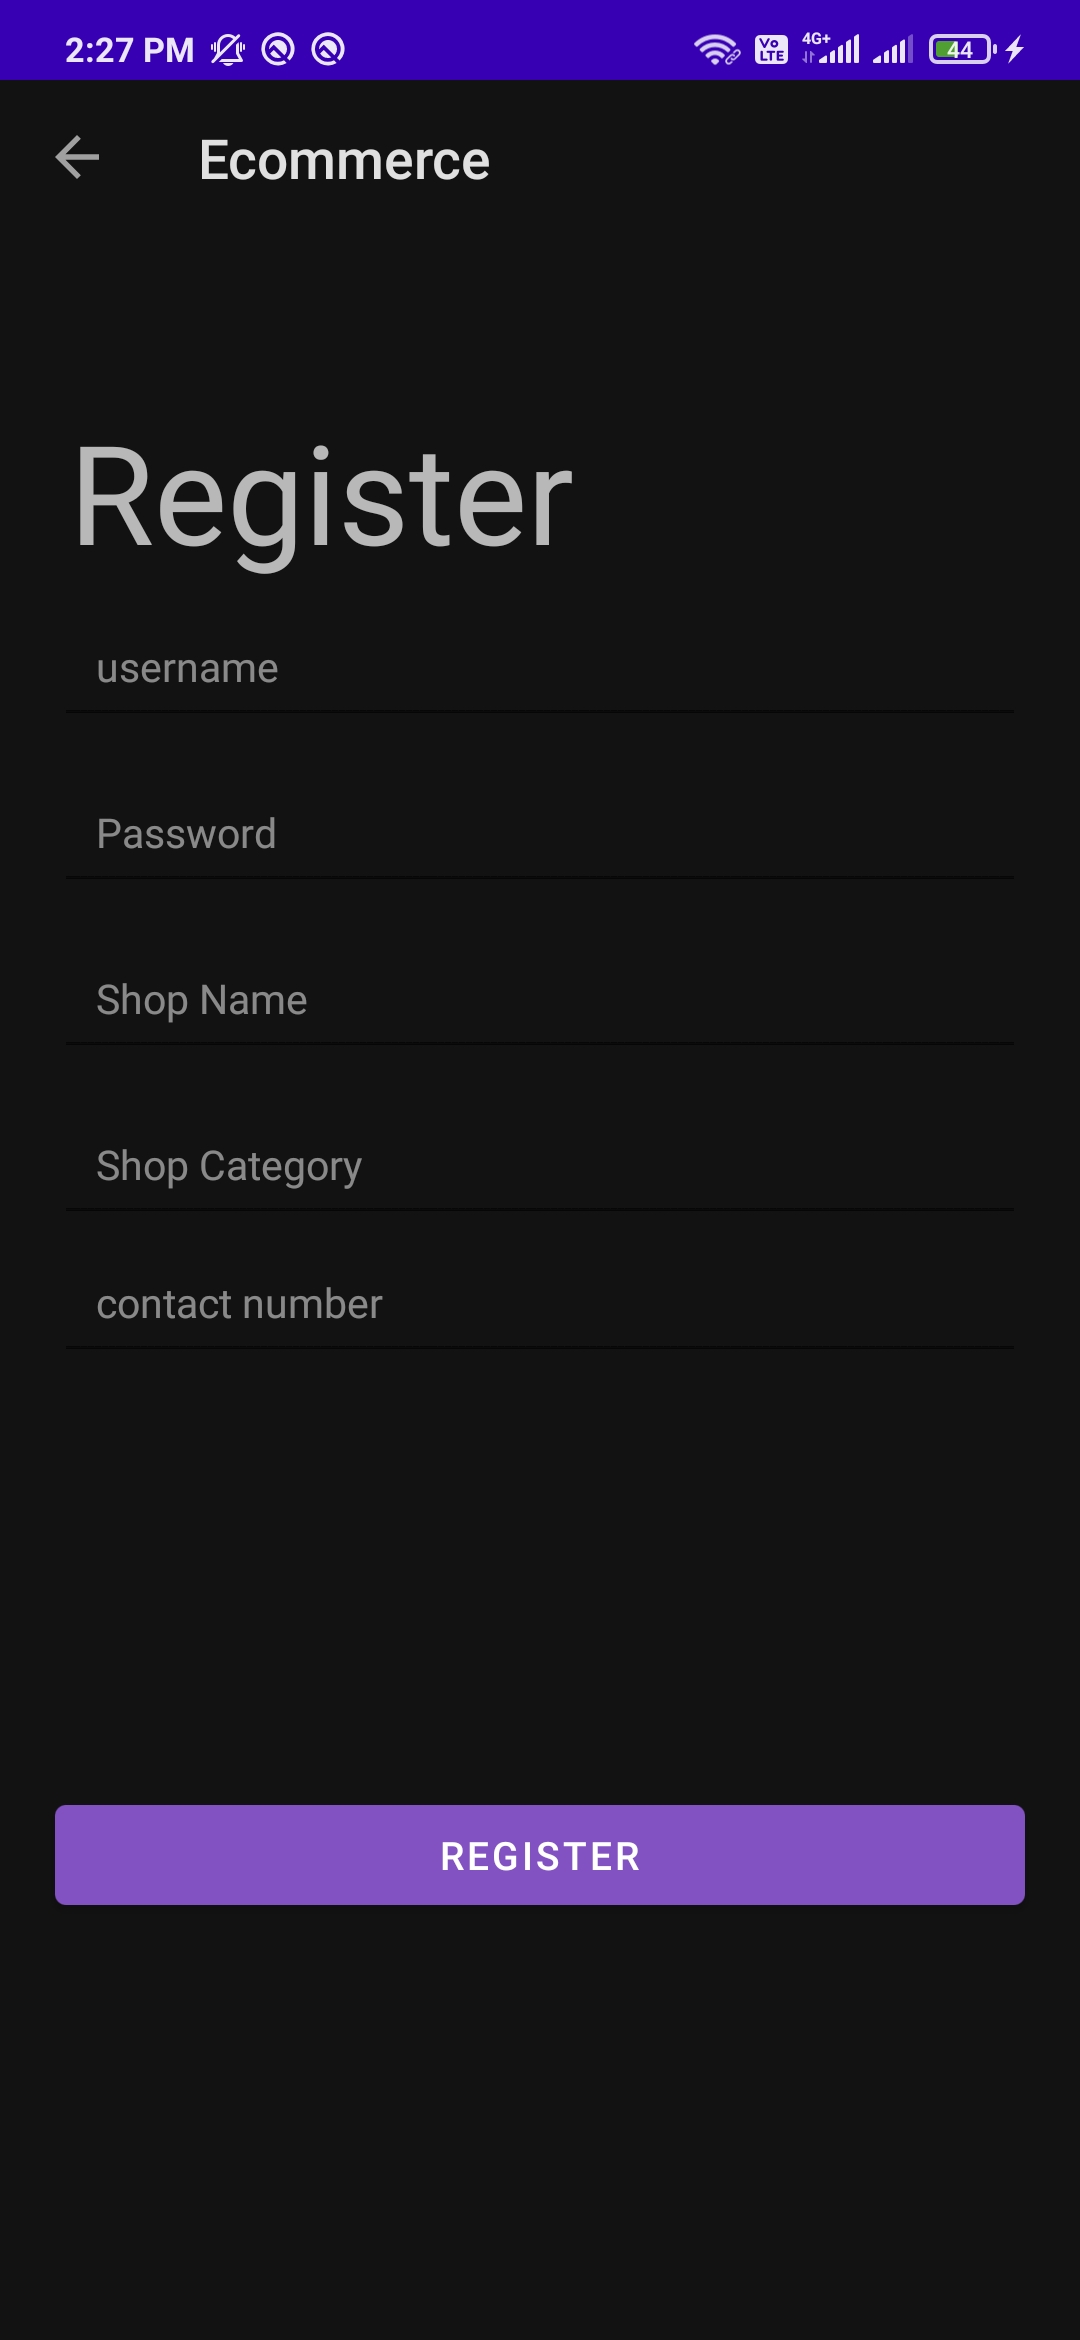 2:27 PM
Vo LTE
4G+
44
Ecommerce
Register
username
Password
Shop Name
Shop Category
contact number
REGISTER